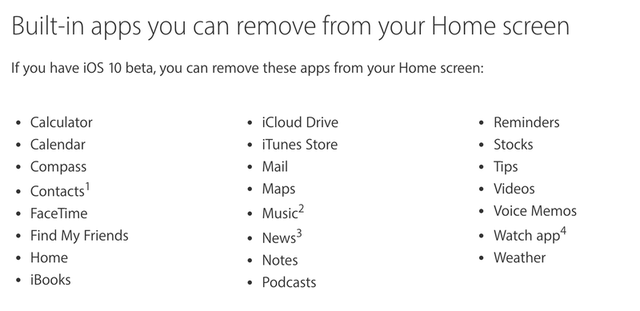 Built-in apps you can remove from your Home screen
If you have iOS 10 beta, you can remove these apps from your Home screen:
• Calculator
• Calendar
• Compass
• Contacts1
• FaceTime
• Find My Friends
• Home
• iBooks
• iCloud Drive
• iTunes Store
• Mail
• Maps
• Music2
• News3
• Notes
• Podcasts
• Reminders
• Stocks
• Tips
• Videos
• Voice Memos
• Watch app4
• Weather